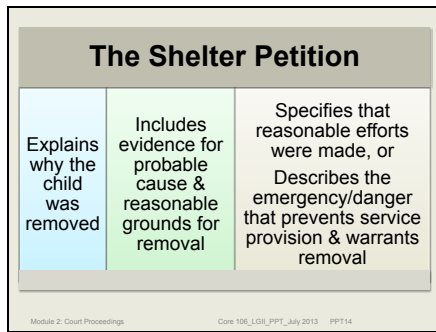 The Shelter Petition
Explains
why the
child
was
removed
Includes
evidence for
probable
cause &
reasonable
grounds for
removal
Specifies that
reasonable efforts
were made, or
Describes the
emergency/danger
that prevents service
provision & warrants
removal
Module 2: Court Proceedings Core 106_LGII_PPT_July 2013 PPT14